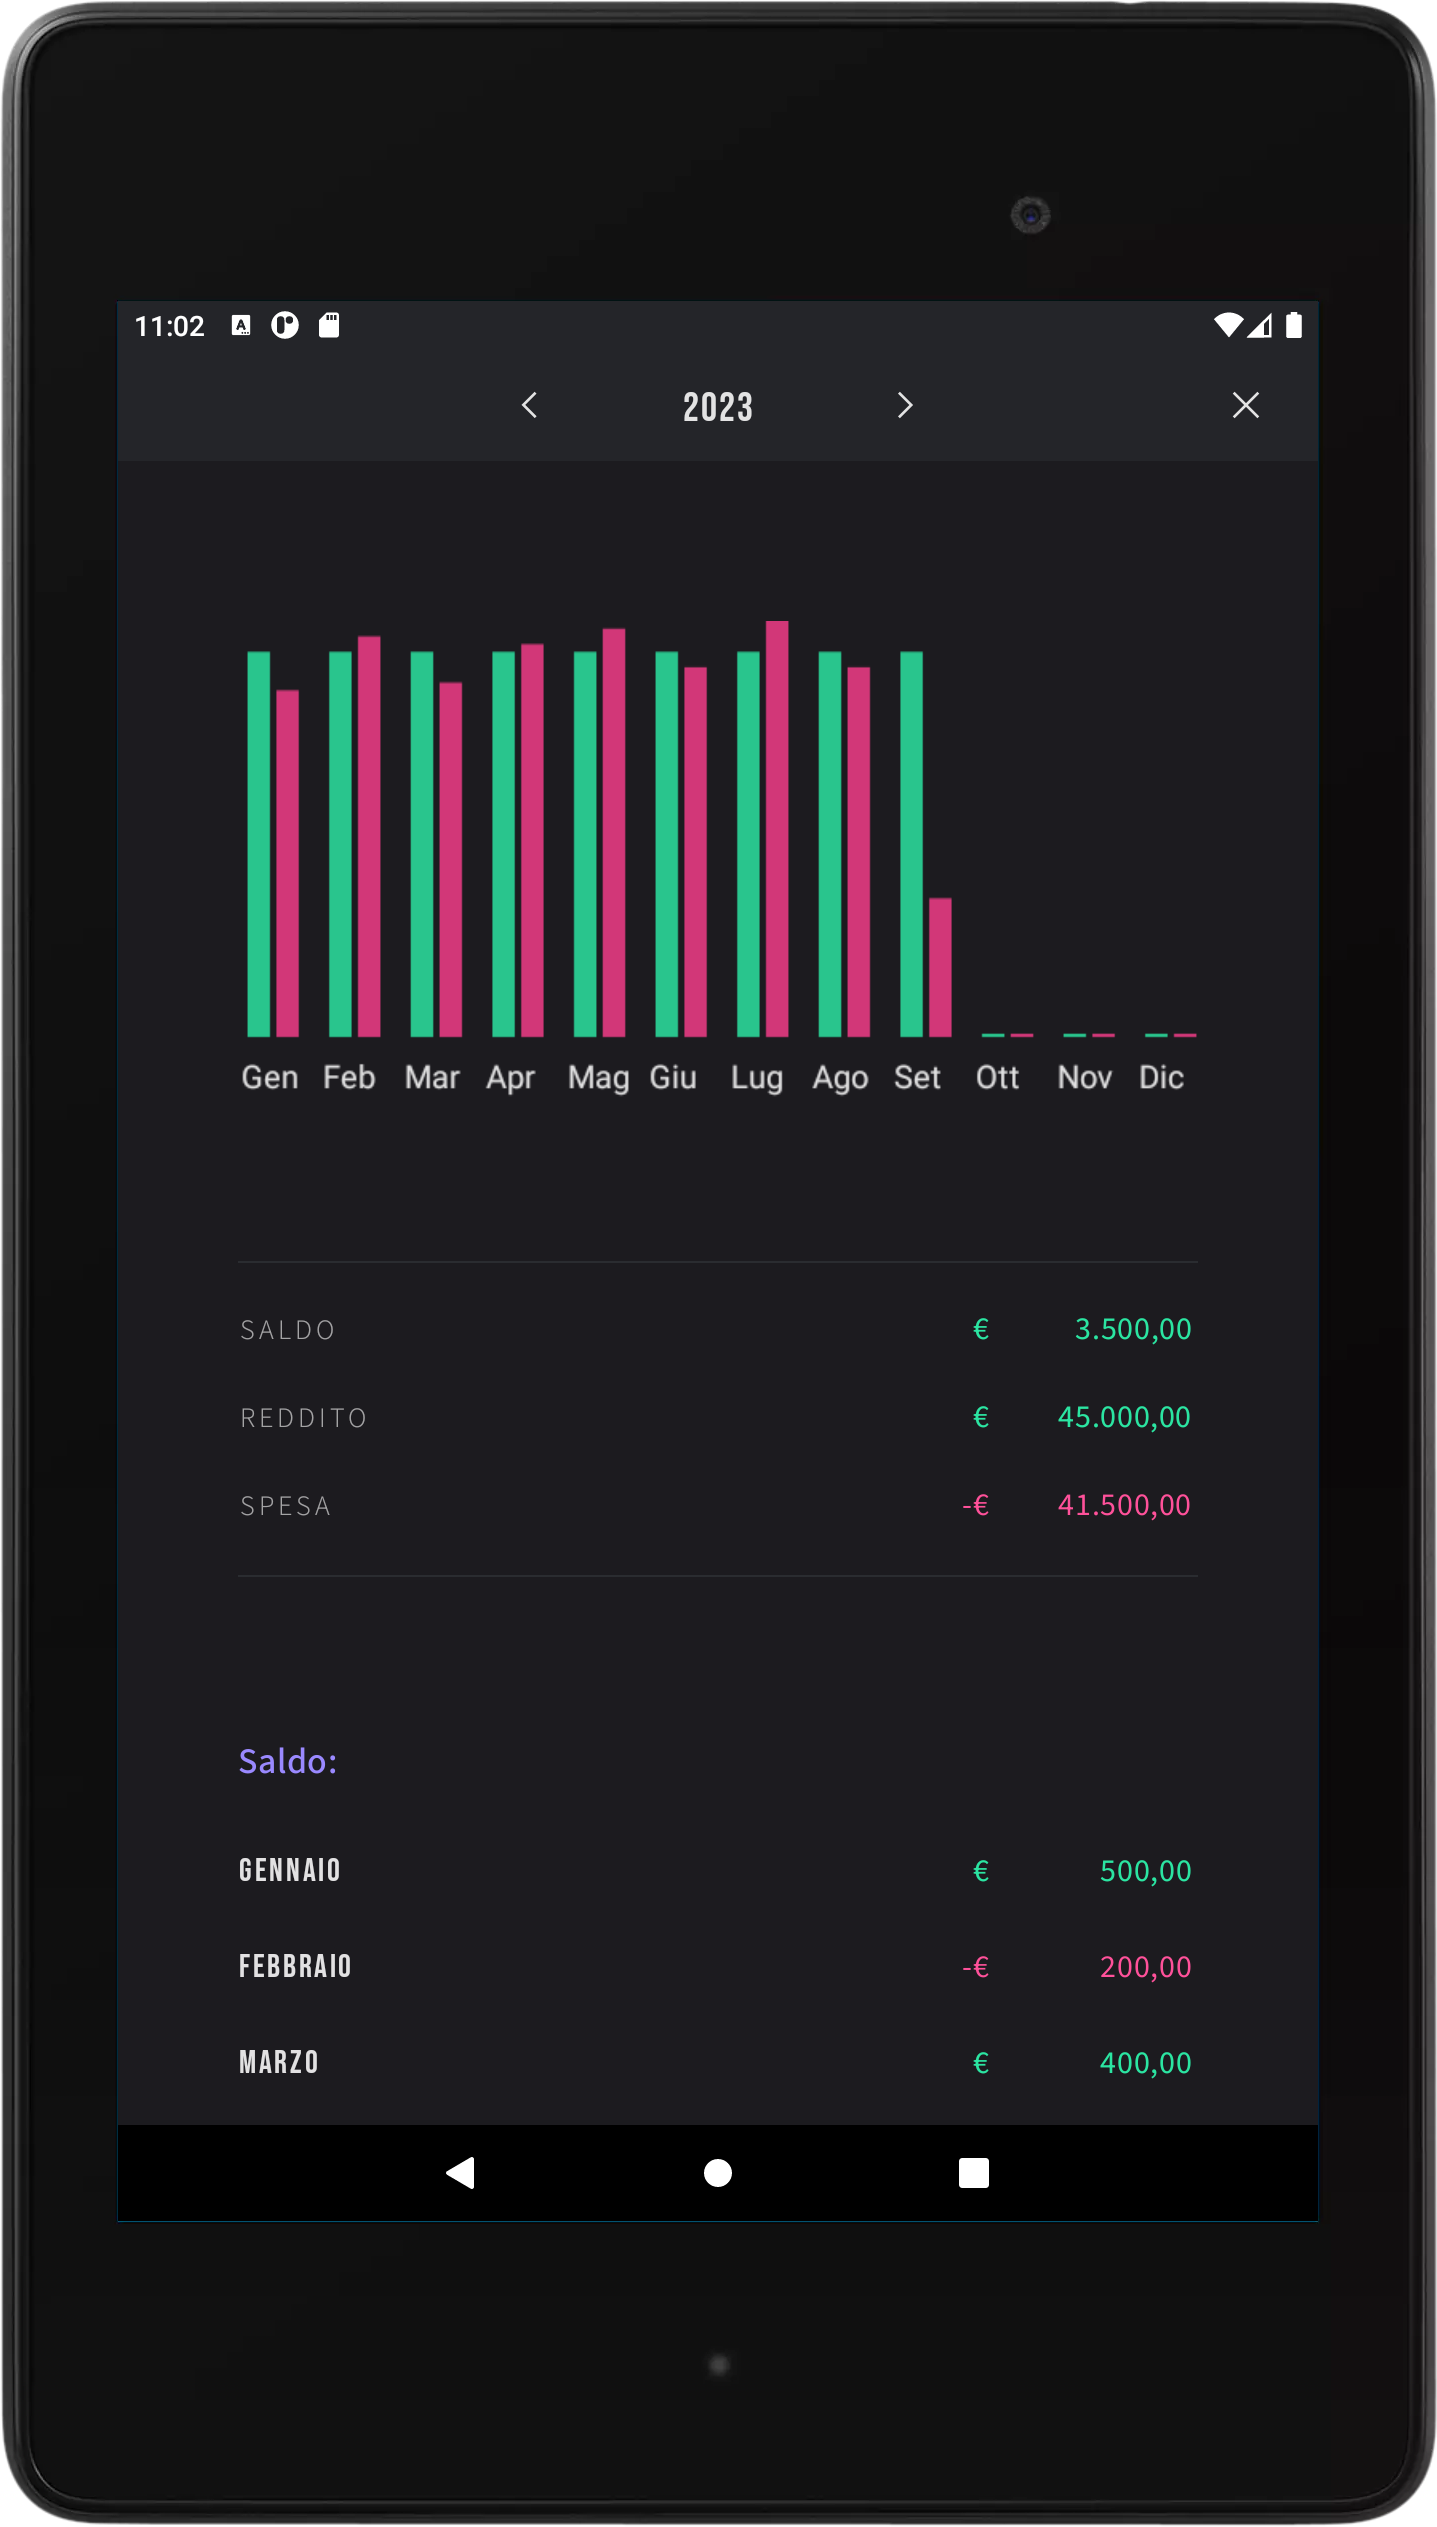 11:02
2023
Gen Feb Mar Apr Mag Giu Lug Ago Set Ott Nov Dic
SALDO € 3.500,00
REDDITO € 45.000,00
SPESA -€ 41.500,00
Saldo:
GENNAIO € 500,00
FEBBRAIO -€ 200,00
MARZO € 400,00